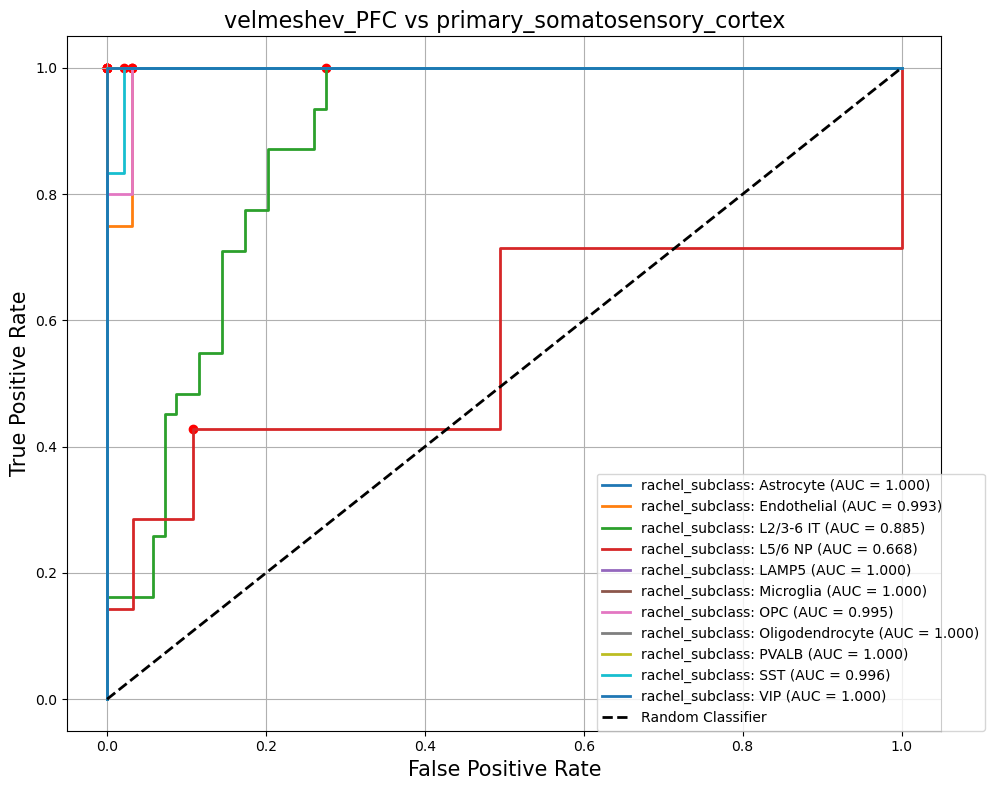 velmeshev_PFC vs primary_somatosensory_cortex
True Positive Rate
1.0
0.8
0.6
0.4
0.2
0.0
rachel_subclass: Astrocyte (AUC = 1.000)
rachel_subclass: Endothelial (AUC = 0.993)
rachel_subclass: L2/3-6 IT (AUC = 0.885)
rachel_subclass: L5/6 NP (AUC = 0.668)
rachel_subclass: LAMP5 (AUC = 1.000)
rachel_subclass: Microglia (AUC = 1.000)
rachel_subclass: OPC (AUC = 0.995)
rachel_subclass: Oligodendrocyte (AUC = 1.000)
rachel_subclass: PVALB (AUC = 1.000)
rachel_subclass: SST (AUC = 0.996)
rachel_subclass: VIP (AUC = 1.000)
Random Classifier
0.0 0.2 0.4 0.6 0.8 1.0
False Positive Rate